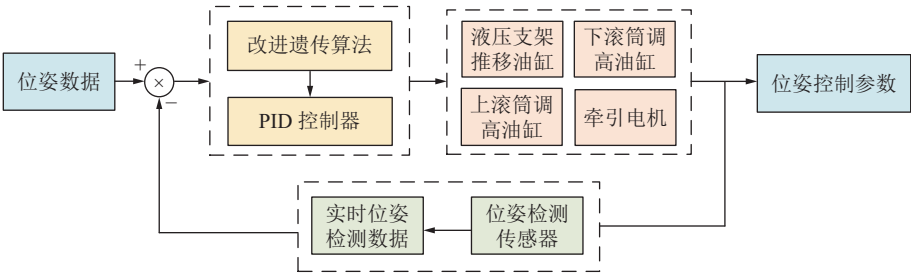 位姿数据
+
×
−
改进遗传算法
PID 控制器
液压支架
推移油缸
下滚筒调
高油缸
上滚筒调
高油缸
牵引电机
位姿控制参数
实时位姿
检测数据
位姿检测
传感器